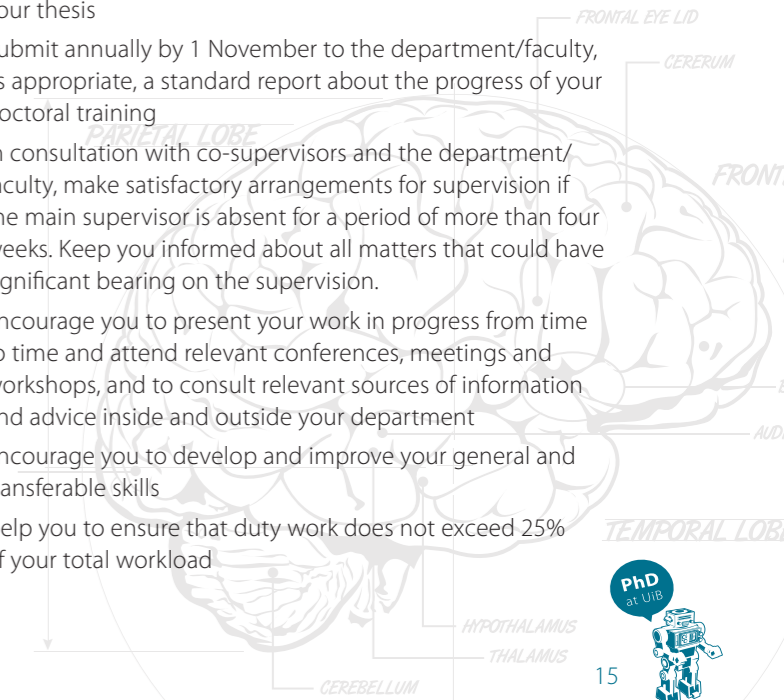 our thesis
ubmit annually by 1 November to the department/faculty,
s appropriate, a standard report about the progress of your
octoral training
n consultation with co-supervisors and the department/
aculty, make satisfactory arrangements for supervision if
he main supervisor is absent for a period of more than four
weeks. Keep you informed about all matters that could have
gnificant bearing on the supervision.
ncourage you to present your work in progress from time
o time and attend relevant conferences, meetings and
workshops, and to consult relevant sources of information
nd advice inside and outside your department
ncourage you to develop and improve your general and
ransferable skills
elp you to ensure that duty work does not exceed 25%
f your total workload
FRONTAL EYE LID
CERERUM
PARIETAL LOBE
FRONT
AUD
TEMPORAL LOBE
HYPOTHALAMUS
THALAMUS
CEREBELLUM
PhD
at UiB
15